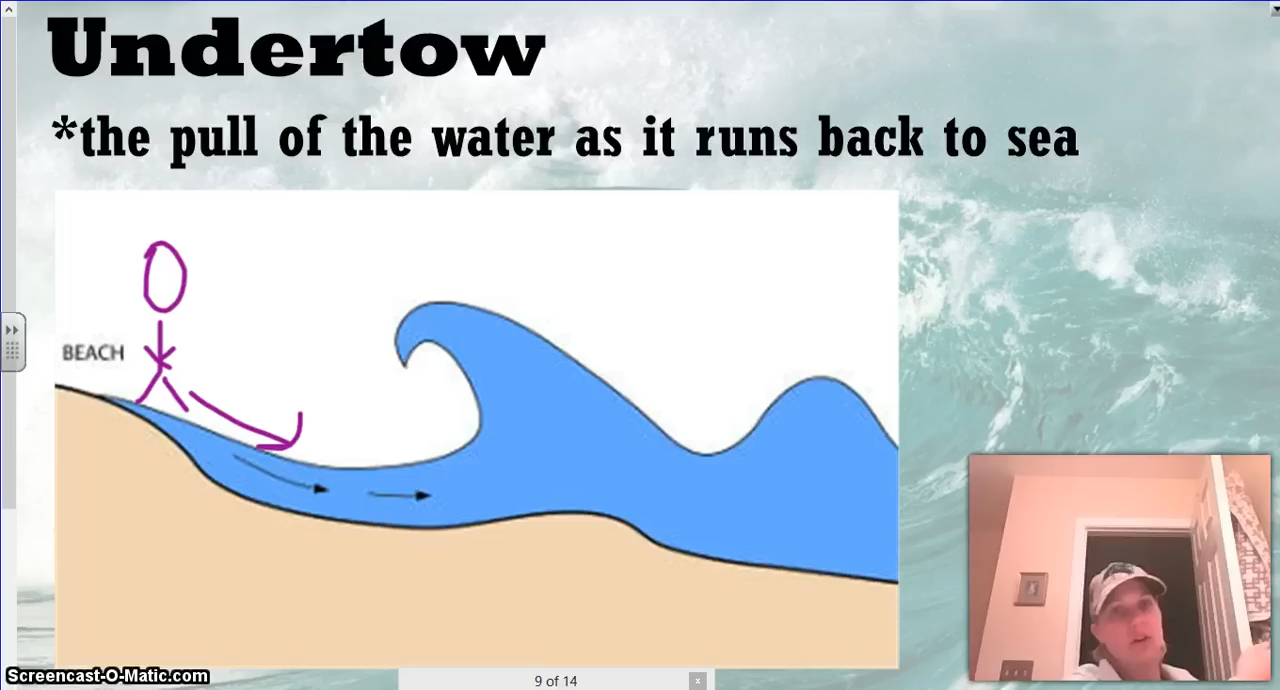 Undertow
*the pull of the water as it runs back to sea
BEACH
Screencast-O-Matic.com
9 of 14
x